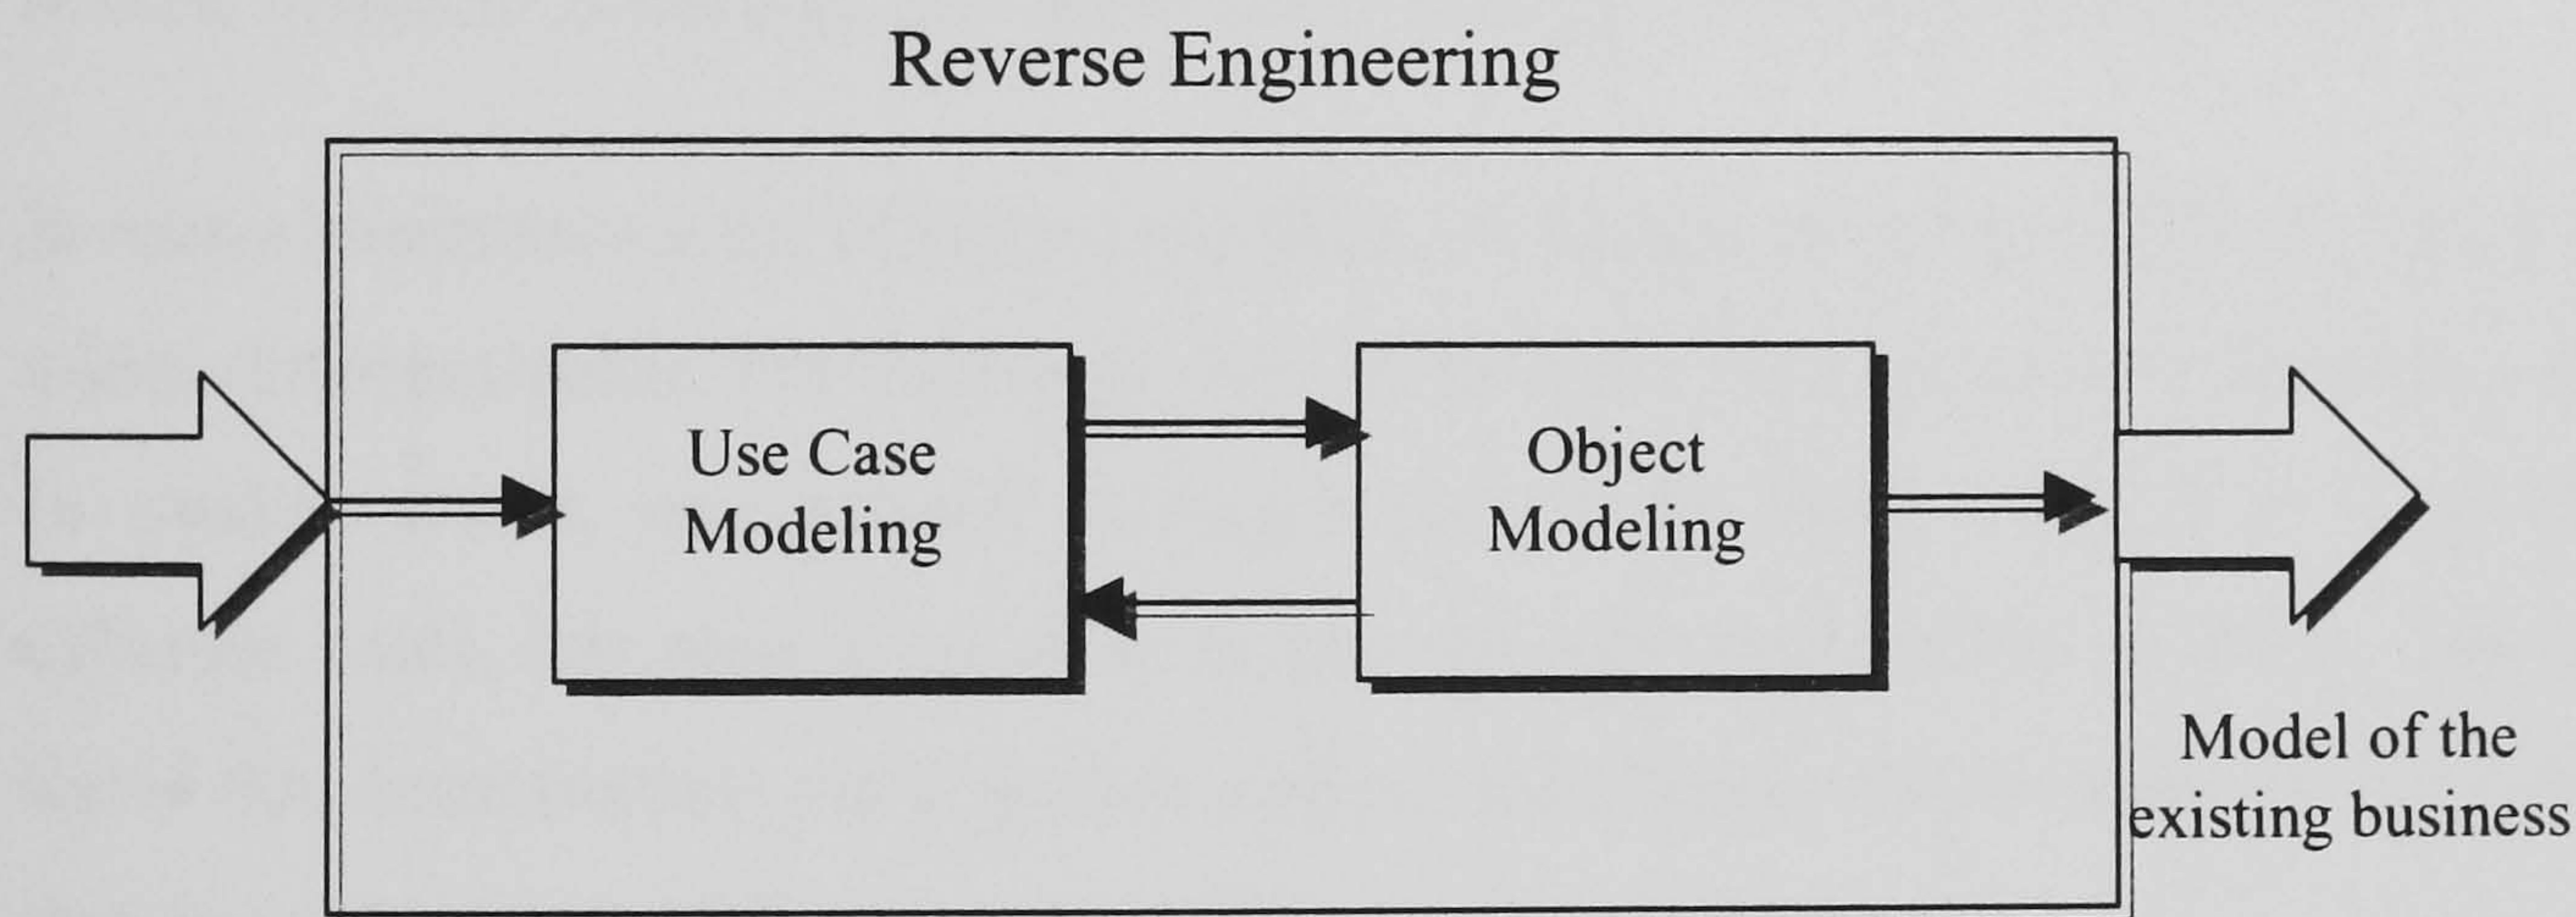 Reverse Engineering
Use Case
Modeling
Object
Modeling
Model of the
existing business